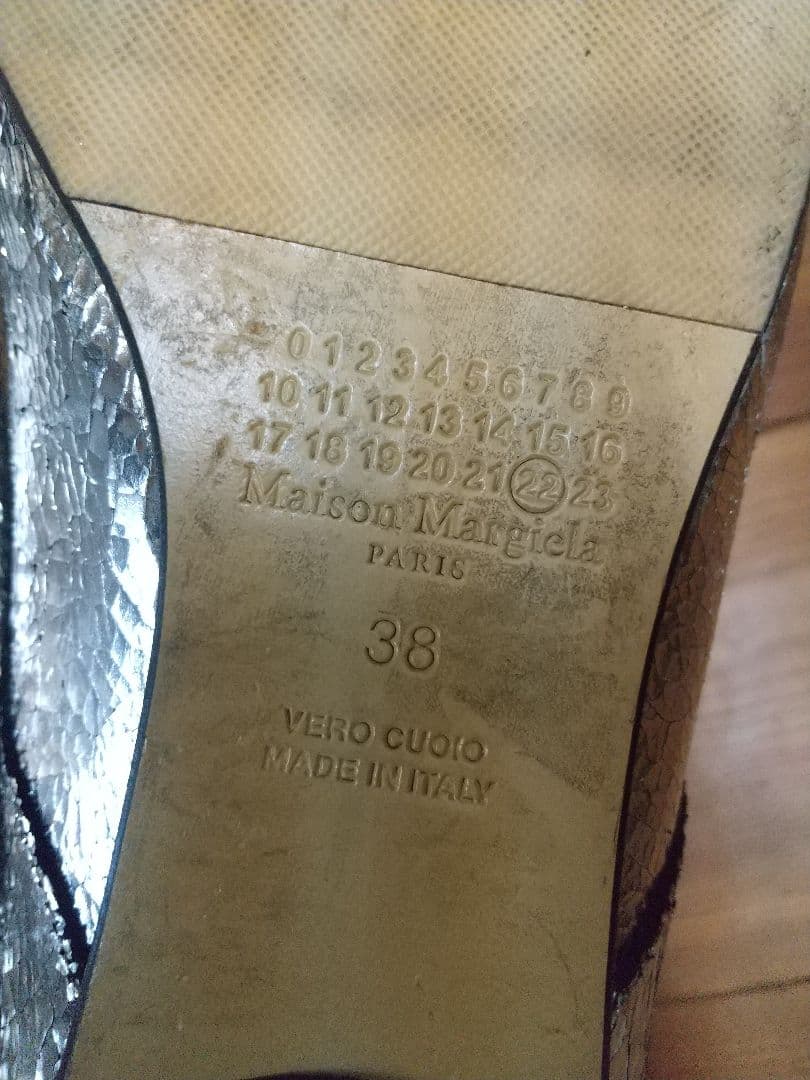 0 1 2 3 4 5 6 7 8 9
10 11 12 13 14 15 16
17 18 19 20 21 22 23
Maison Margiela
PARIS
38
VERO CUOIO
MADE IN ITALY